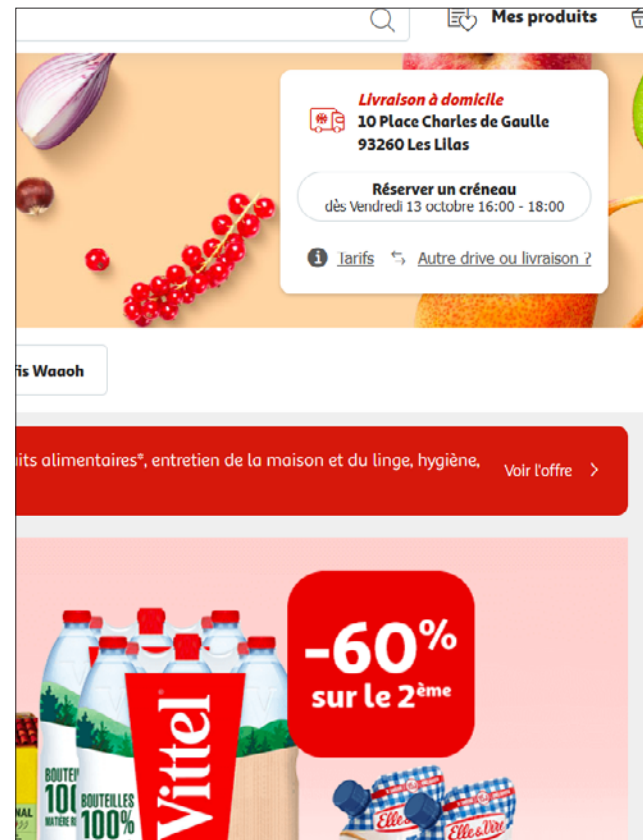 Mes produits
Livraison à domicile
10 Place Charles de Gaulle
93260 Les Lilas
Réserver un créneau
dès Vendredi 13 octobre 16:00 - 18:00
Tarifs
Autre drive ou livraison ?
fis Waaoh
its alimentaires*, entretien de la maison et du linge, hygiène,
Voir l'offre
-60%
sur le 2ème
Vittel
BOUTEILLES
100%
Elle & Vire
Elle & Vire